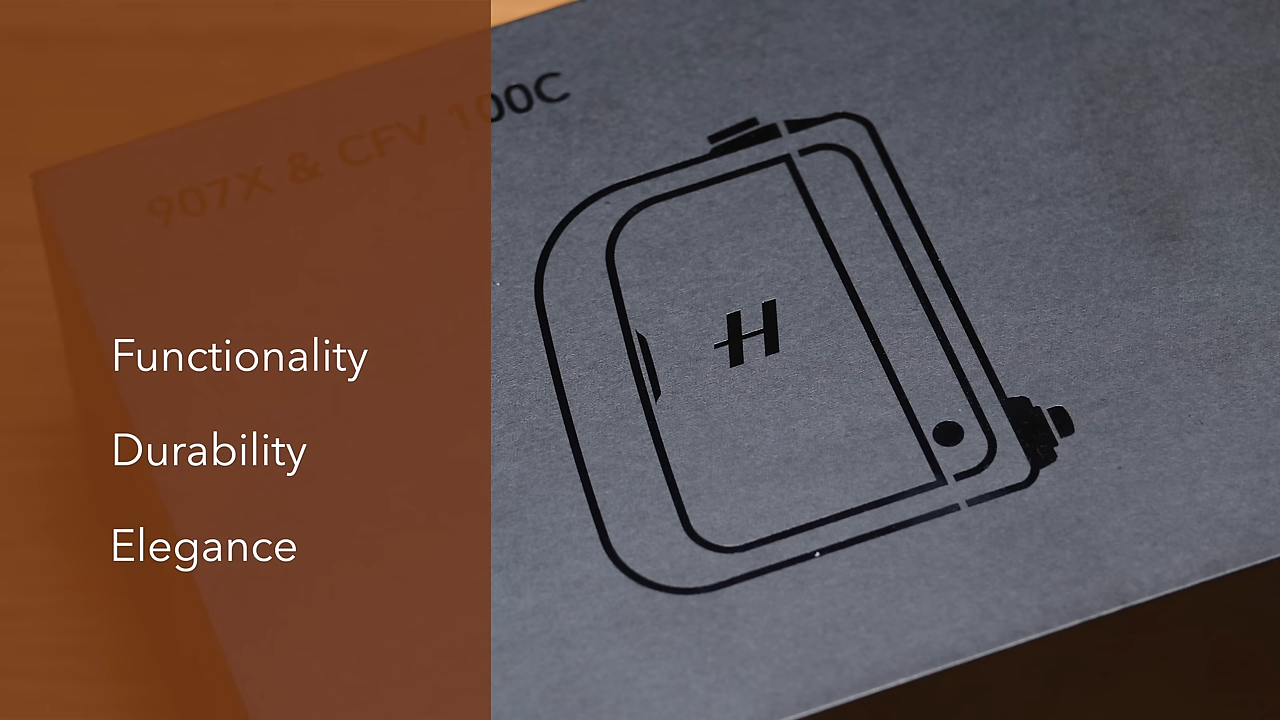 907X & CFV 100C
H
Functionality
Durability
Elegance